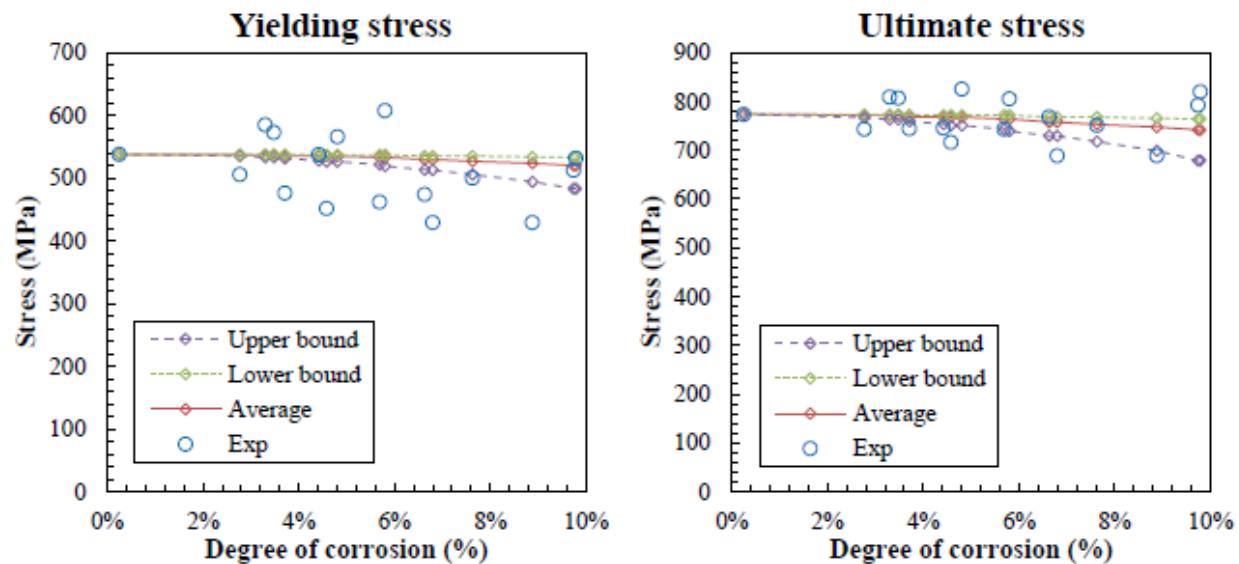 Yielding stress
700
600
500
400
300
200
100
0
Stress (MPa)
Upper bound
Lower bound
Average
Exp
0% 2% 4% 6% 8% 10%
Degree of corrosion (%)
Ultimate stress
900
800
700
600
500
400
300
200
100
0
Stress (MPa)
Upper bound
Lower bound
Average
Exp
0% 2% 4% 6% 8% 10%
Degree of corrosion (%)